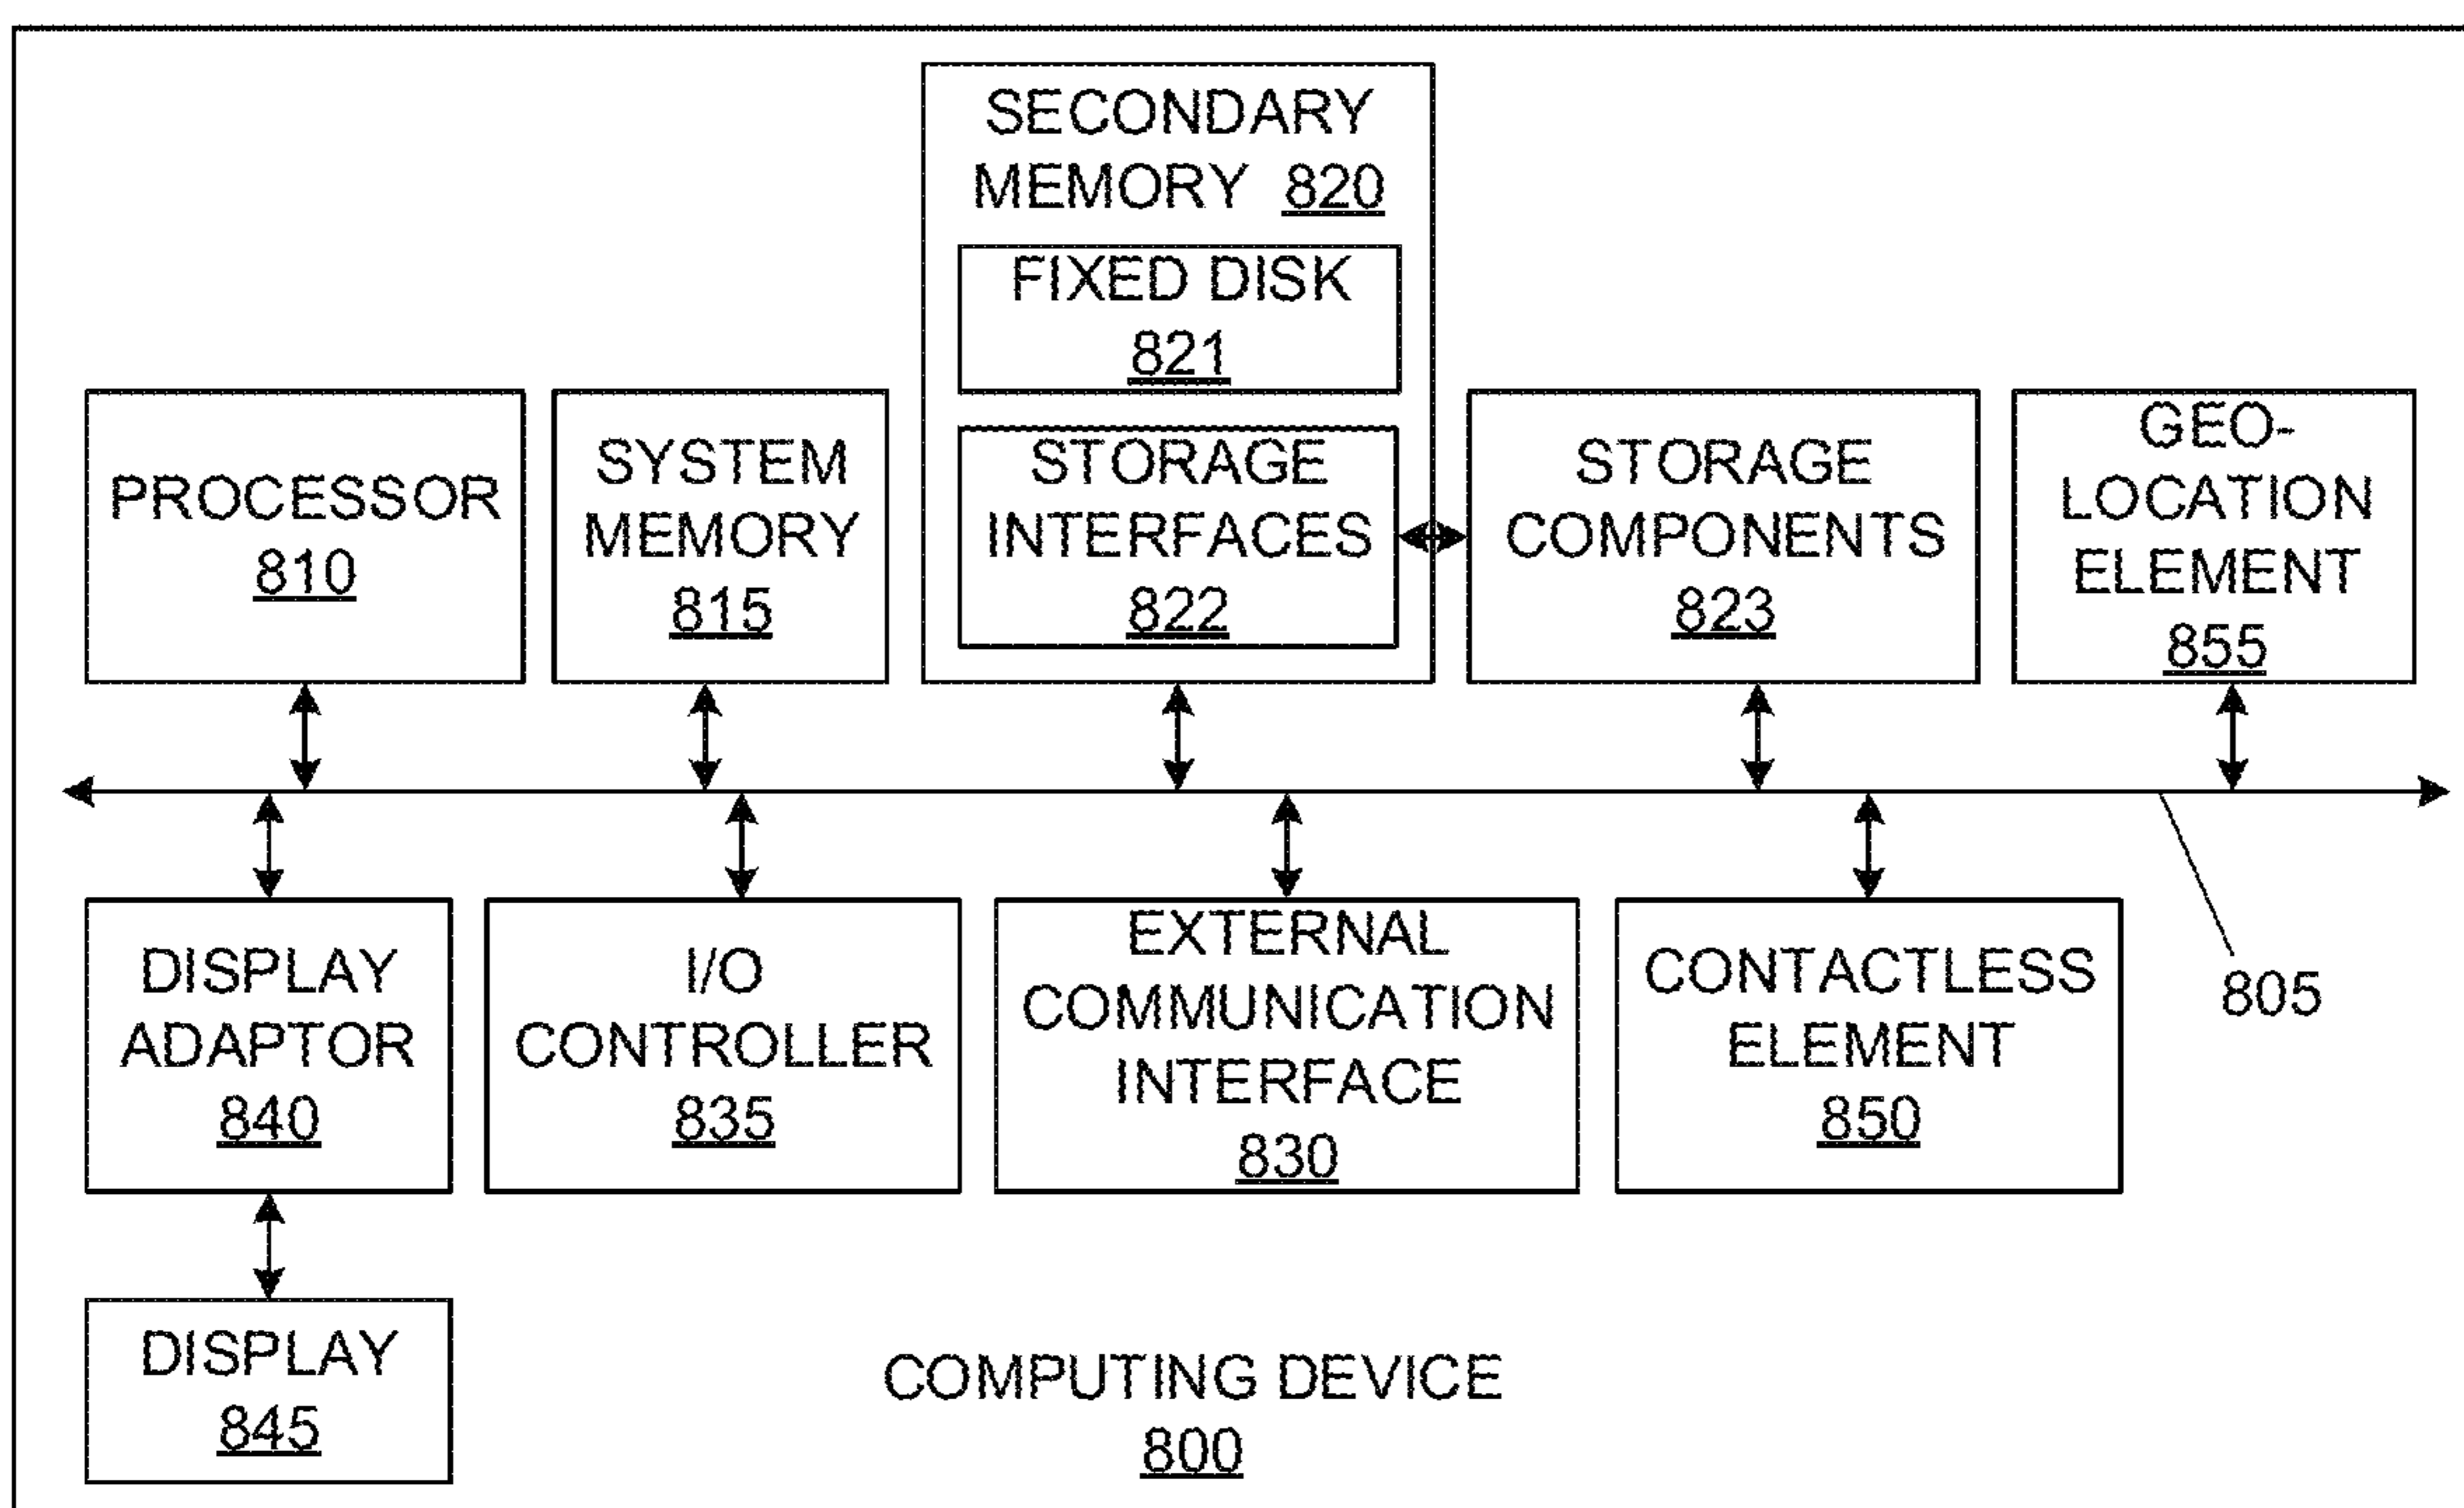 SECONDARY
MEMORY 820
FIXED DISK
821
STORAGE
INTERFACES
822
PROCESSOR
810
SYSTEM
MEMORY
815
STORAGE
COMPONENTS
823
GEO-
LOCATION
ELEMENT
855
DISPLAY
ADAPTOR
840
I/O
CONTROLLER
835
EXTERNAL
COMMUNICATION
INTERFACE
830
CONTACTLESS
ELEMENT
850
805
DISPLAY
845
COMPUTING DEVICE
800